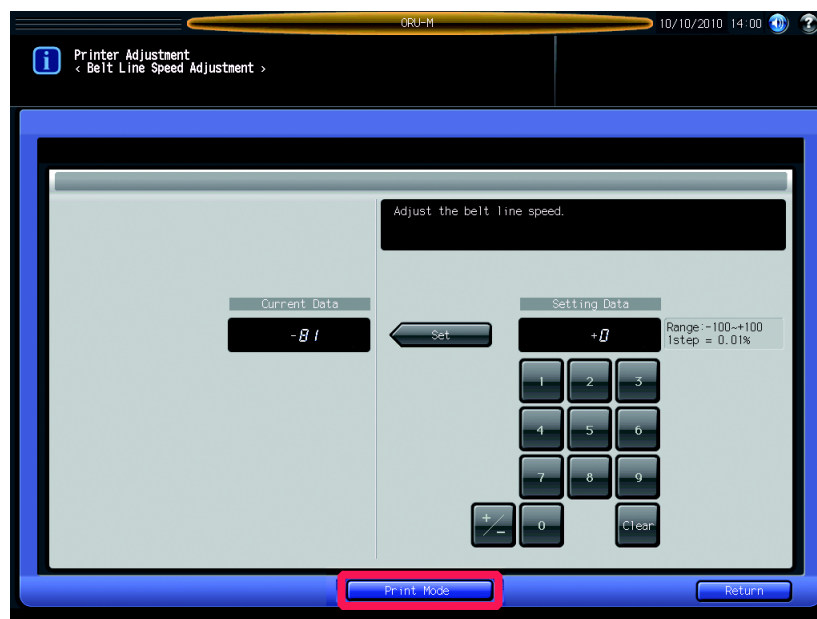 ORU-M
10/10/2010 14:00
Printer Adjustment
< Belt Line Speed Adjustment >
Adjust the belt line speed.
Current Data
Setting Data
-81
Set
+0
Range:-100~+100
1step = 0.01%
1 2 3
4 5 6
7 8 9
+/- 0 Clear
Print Mode
Return